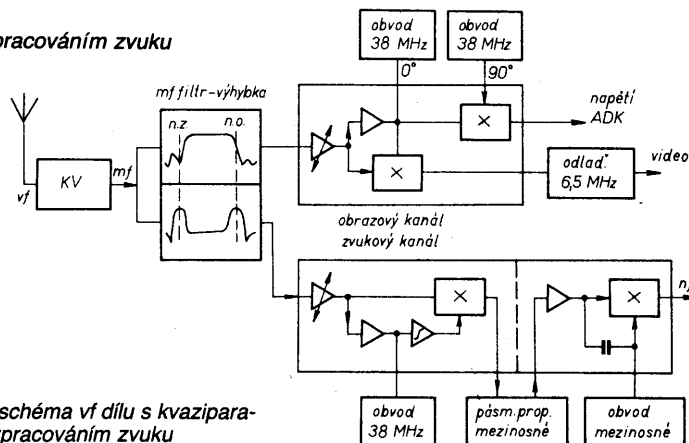 pracováním zvuku
obvod
38 MHz
obvod
38 MHz
0°
90°
mf filtr-výhybka
n.z.
n.o.
napětí
ADK
KV
vf
mf
×
×
odlaď.
6,5 MHz
video
obrazový kanál
zvukový kanál
×
×
nf
schéma vf dílu s kvazipara-
pracováním zvuku
obvod
38 MHz
pásm. prop.
mezinosné
obvod
mezinosné